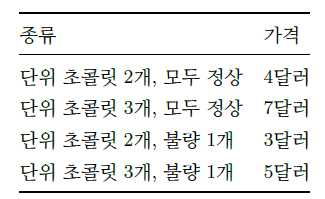 종류 가격
단위 초콜릿 2개, 모두 정상 4달러
단위 초콜릿 3개, 모두 정상 7달러
단위 초콜릿 2개, 불량 1개 3달러
단위 초콜릿 3개, 불량 1개 5달러